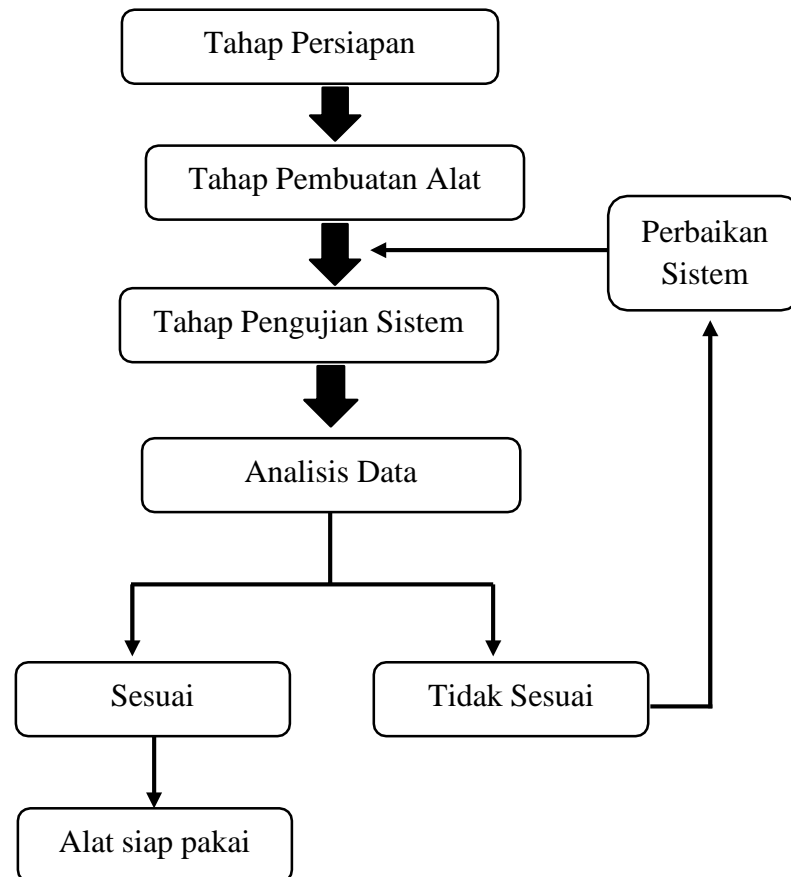 Tahap Persiapan
Tahap Pembuatan Alat
Perbaikan
Sistem
Tahap Pengujian Sistem
Analisis Data
Sesuai
Tidak Sesuai
Alat siap pakai